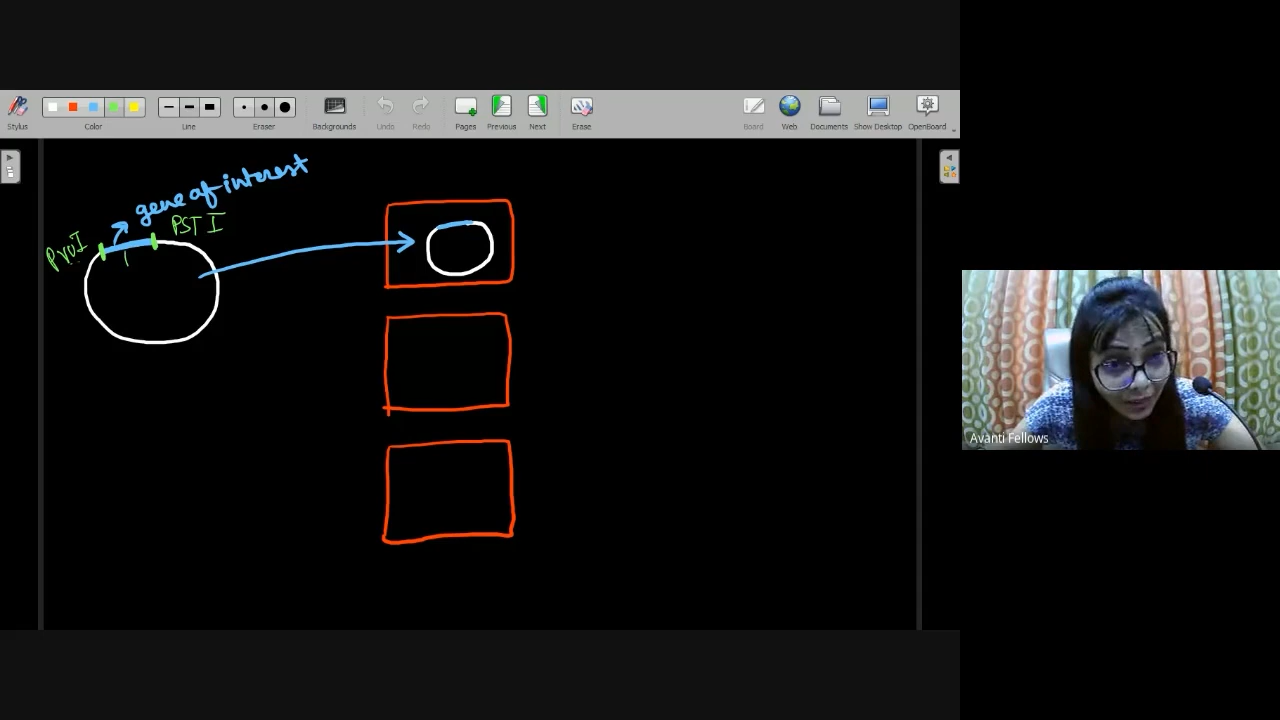 Stylus
Color
Line
Eraser
Backgrounds
Undo
Redo
Pages
Previous
Next
Erase
Board
Web
Documents
Show Desktop
OpenBoard
gene of interest
PvuI
PST I
Avanti Fellows